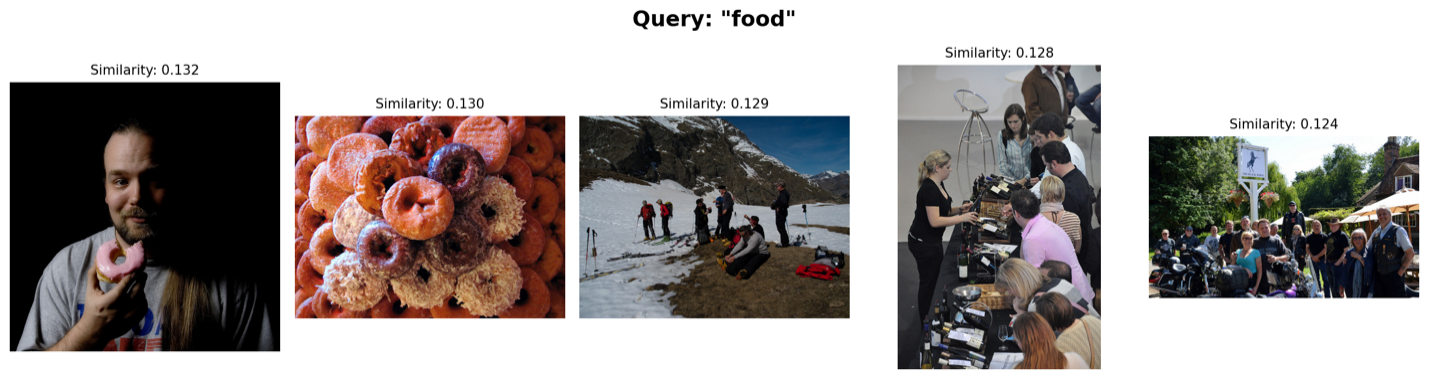 Query: "food"
Similarity: 0.132
Similarity: 0.130
Similarity: 0.129
Similarity: 0.128
Similarity: 0.124